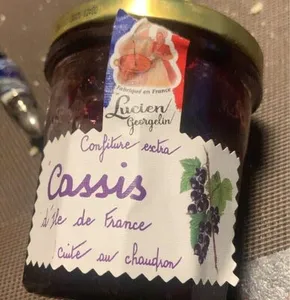 Fabriqué en France
Lucien
Georgelin
Confiture extra
Cassis
d'Ile de France
cuite au chaudron